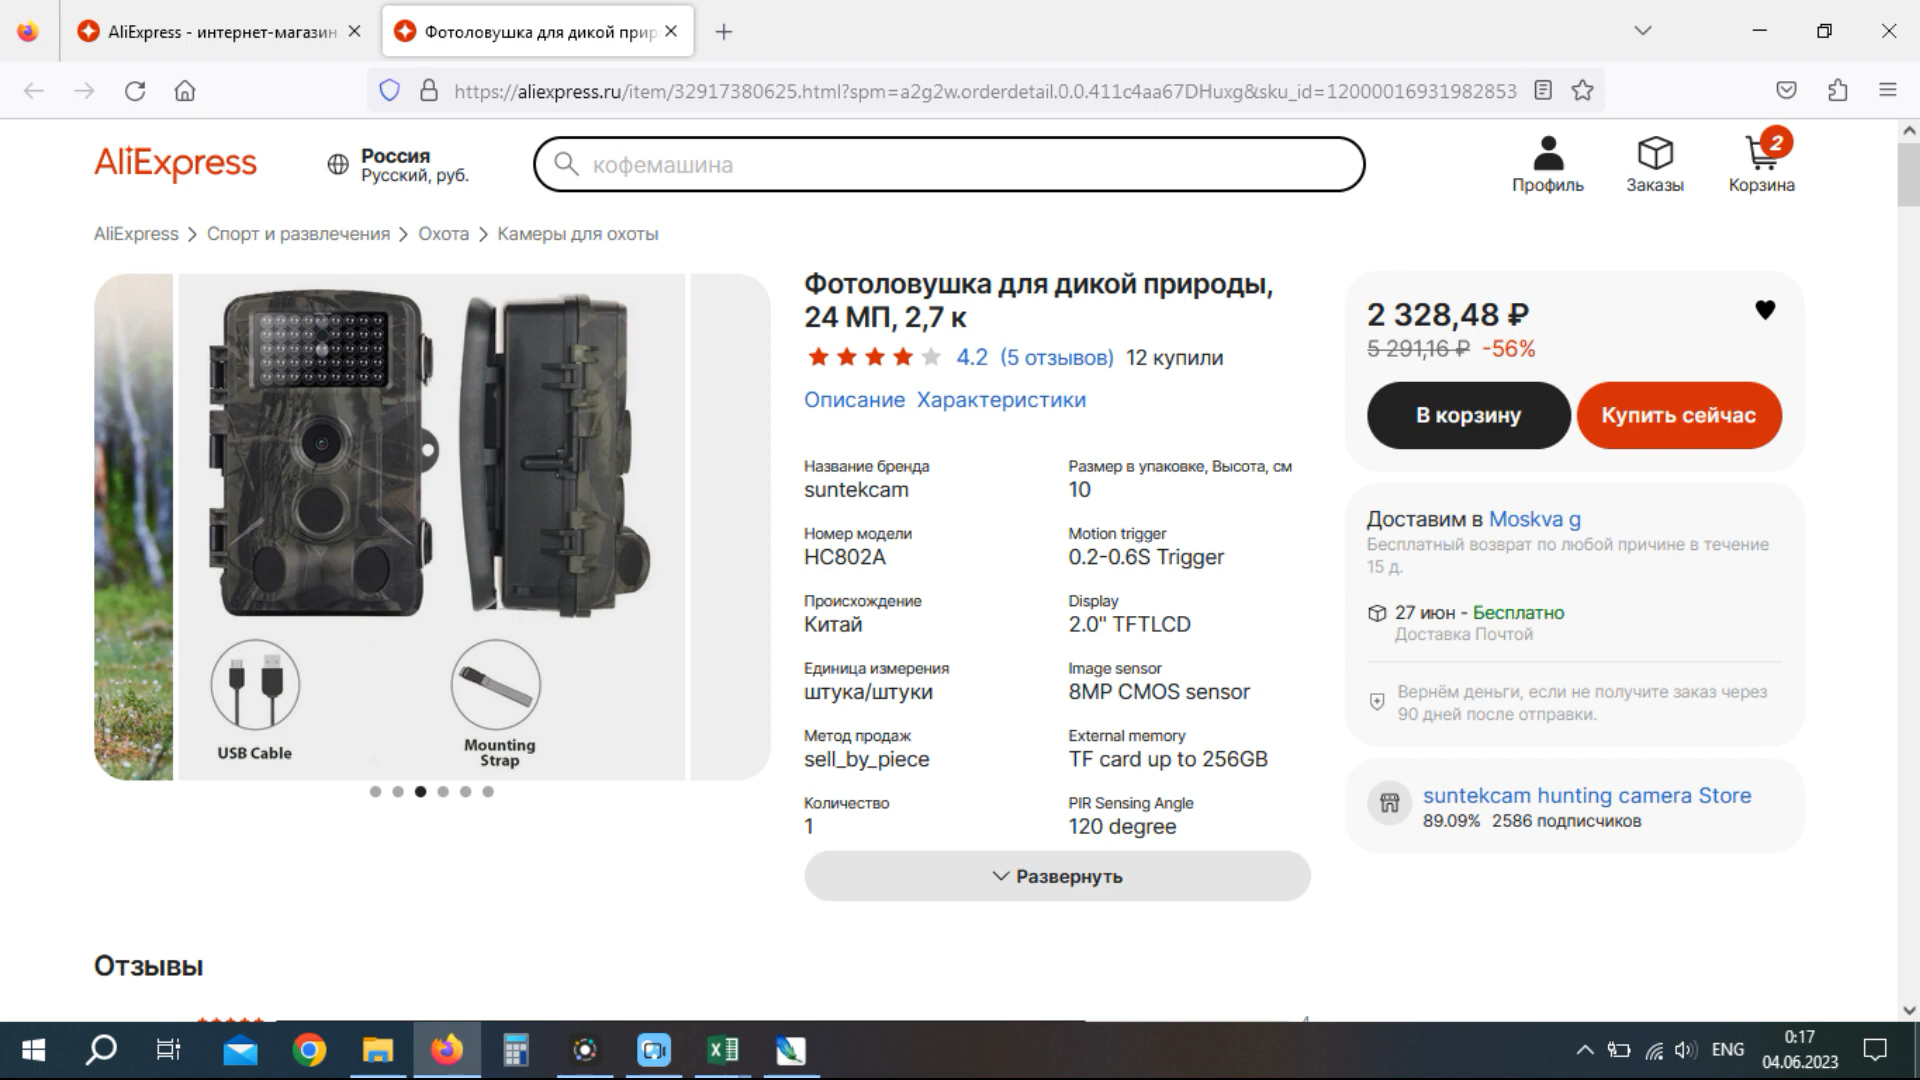 AliExpress - интернет-магазин
Фотоловушка для дикой прир
https://aliexpress.ru/item/32917380625.html?spm=a2g2w.orderdetail.0.0.411c4aa67DHuxg&sku_id=12000016931982853
AliExpress
Россия
Русский, руб.
кофемашина
2
Профиль
Заказы
Корзина
AliExpress > Спорт и развлечения > Охота > Камеры для охоты
USB Cable
Mounting
Strap
Фотоловушка для дикой природы,
24 МП, 2,7 к
4.2 (5 отзывов) 12 купили
Описание Характеристики
Название бренда
suntekcam
Номер модели
HC802A
Происхождение
Китай
Единица измерения
штука/штуки
Метод продаж
sell_by_piece
Количество
1
Размер в упаковке, Высота, см
10
Motion trigger
0.2-0.6S Trigger
Display
2.0" TFTLCD
Image sensor
8MP CMOS sensor
External memory
TF card up to 256GB
PIR Sensing Angle
120 degree
Развернуть
2 328,48 ₽
5 291,16 ₽ -56%
В корзину
Купить сейчас
Доставим в Moskva g
Бесплатный возврат по любой причине в течение
15 д.
27 июн - Бесплатно
Доставка Почтой
Вернём деньги, если не получите заказ через
90 дней после отправки.
suntekcam hunting camera Store
89.09% 2586 подписчиков
Отзывы
ENG
0:17
04.06.2023